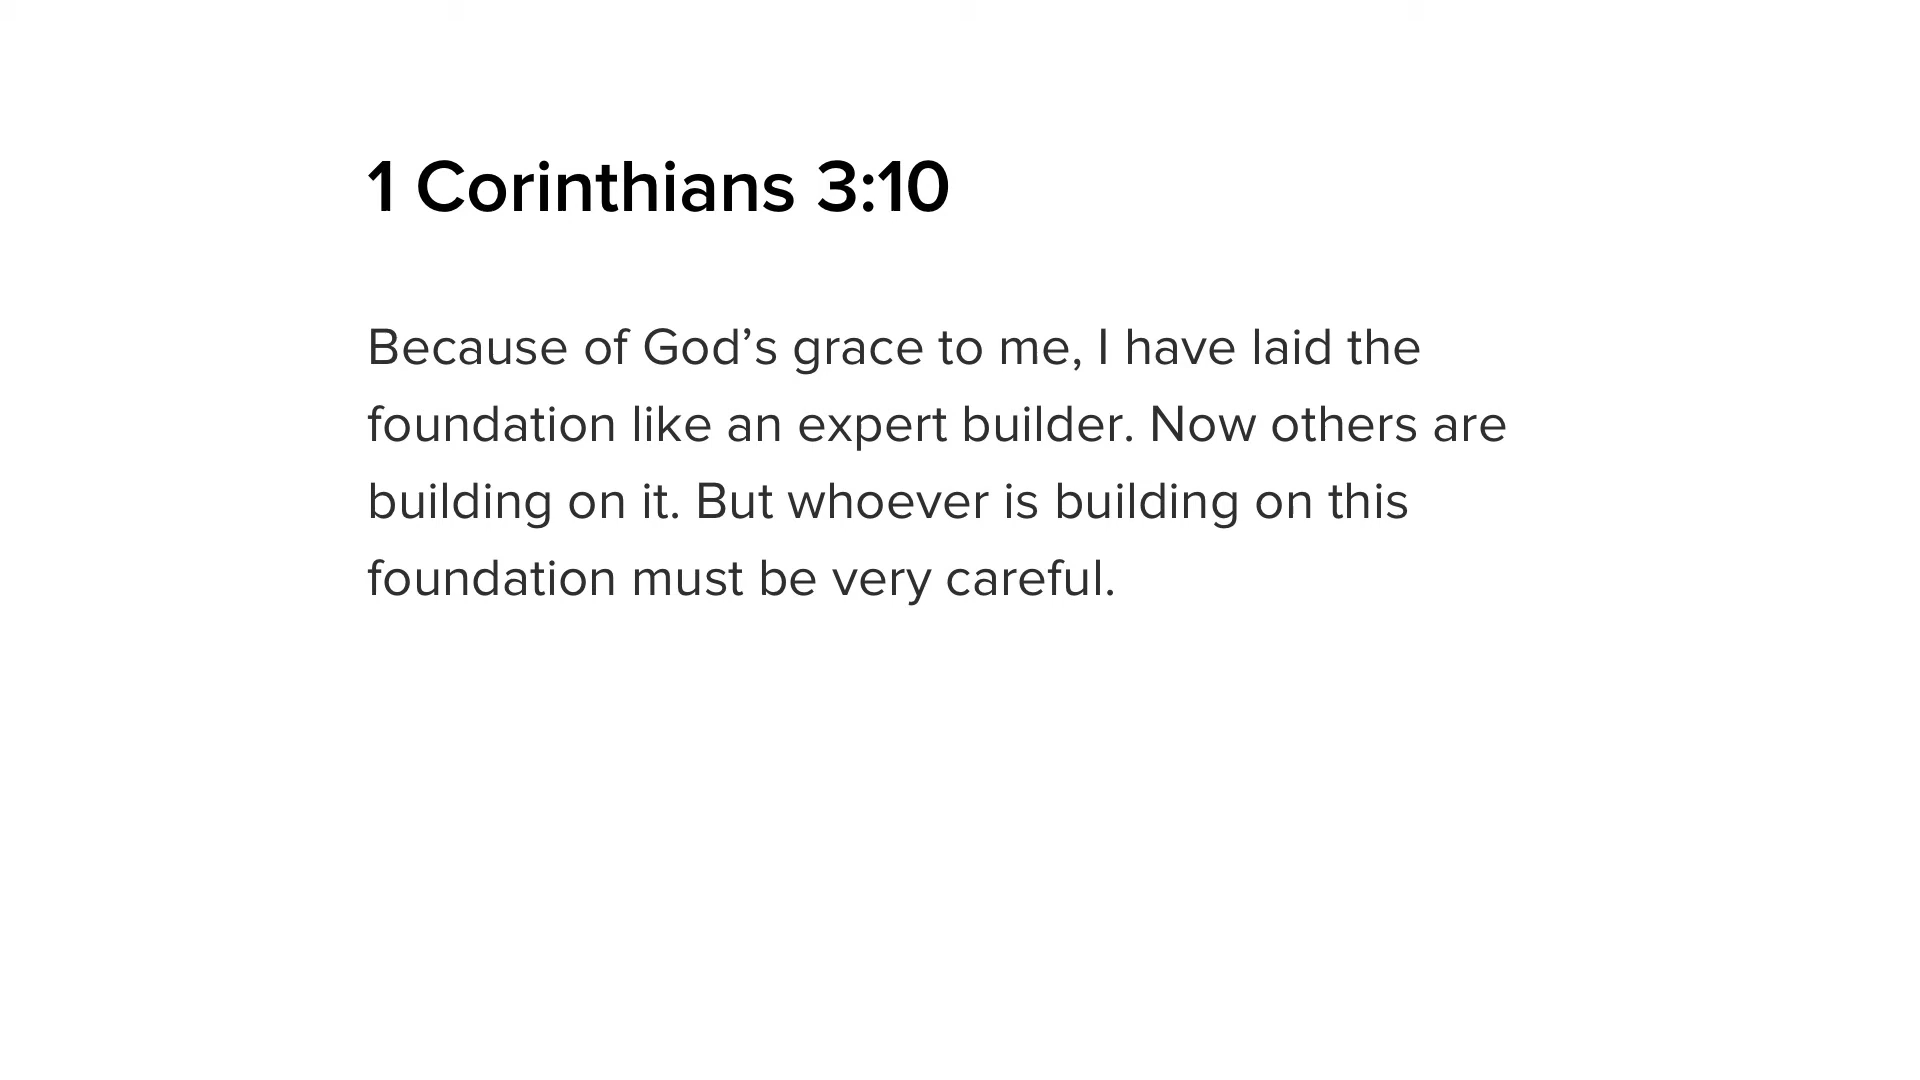 1 Corinthians 3:10
Because of God’s grace to me, I have laid the
foundation like an expert builder. Now others are
building on it. But whoever is building on this
foundation must be very careful.